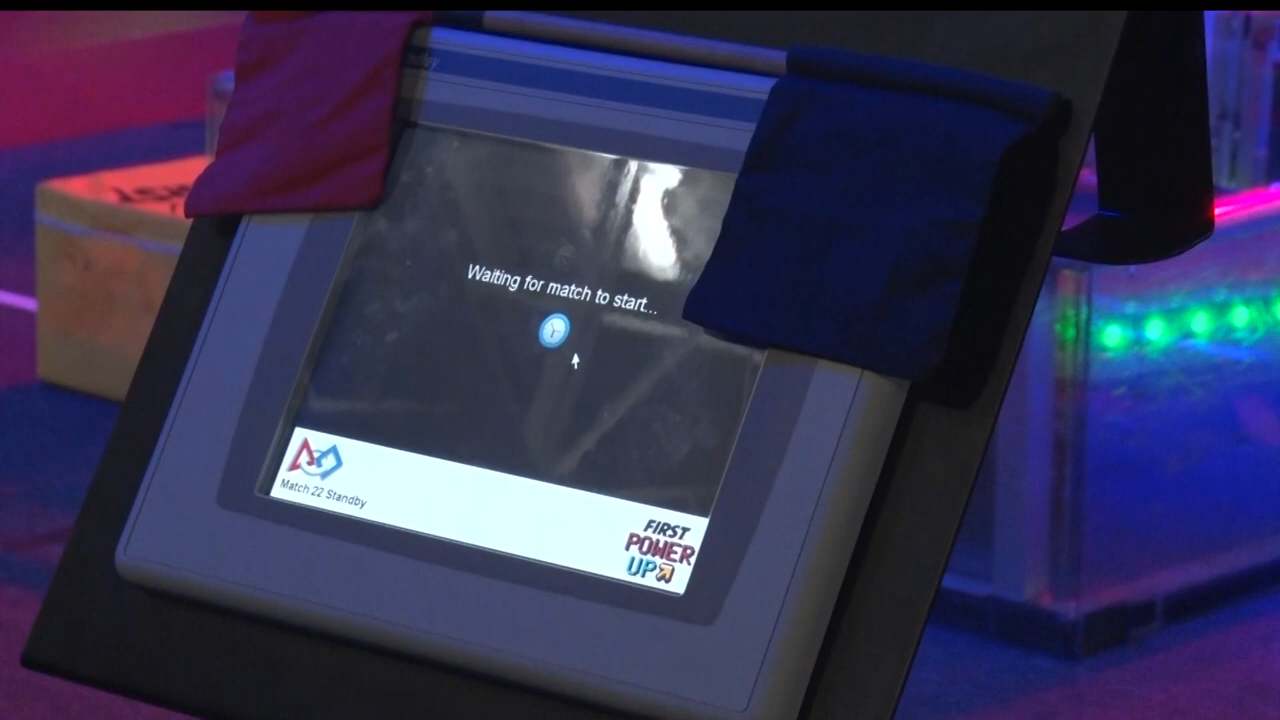 Waiting for match to start...
Match 22 Standby
FIRST
POWER
UP